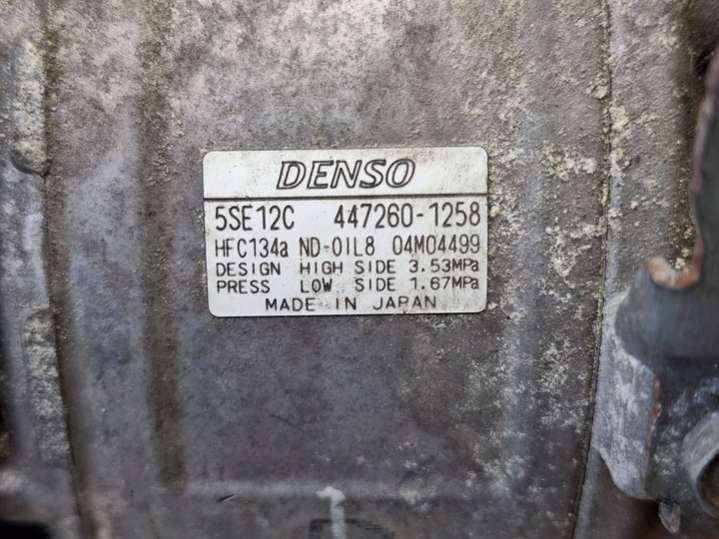 DENSO
5SE12C 447260-1258
HFC134a ND-OIL8 04M04499
DESIGN HIGH SIDE 3.53MPa
PRESS LOW SIDE 1.67MPa
MADE IN JAPAN